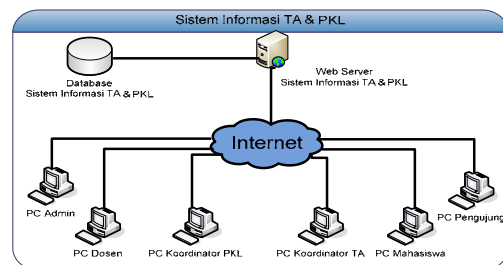 Sistem Informasi TA & PKL
Database
Sistem Informasi TA & PKL
Web Server
Sistem Informasi TA & PKL
Internet
PC Admin
PC Dosen
PC Koordinator PKL
PC Koordinator TA
PC Mahasiswa
PC Pengujung